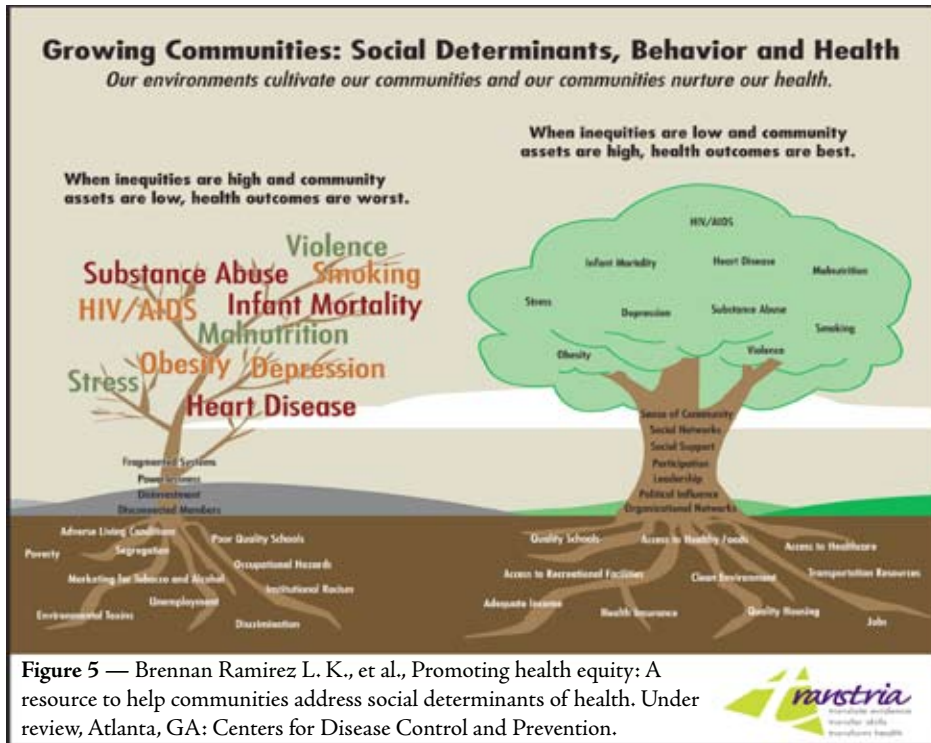 Growing Communities: Social Determinants, Behavior and Health
Our environments cultivate our communities and our communities nurture our health.
When inequities are high and community
assets are low, health outcomes are worst.
Violence
Substance Abuse
Smoking
HIV/AIDS
Infant Mortality
Malnutrition
Obesity
Depression
Stress
Heart Disease
Fragmented Systems
Powerlessness
Disinvestment
Disconnected Members
Adverse Living Conditions
Poor Quality Schools
Poverty
Segregation
Occupational Hazards
Marketing for Tobacco and Alcohol
Institutional Racism
Unemployment
Environmental Toxins
Discrimination
When inequities are low and community
assets are high, health outcomes are best.
HIV/AIDS
Infant Mortality
Heart Disease
Malnutrition
Stress
Depression
Substance Abuse
Smoking
Obesity
Violence
Sense of Community
Social Networks
Social Support
Participation
Leadership
Political Influence
Organizational Networks
Quality Schools
Access to Healthy Foods
Access to Healthcare
Access to Recreational Facilities
Clean Environment
Transportation Resources
Adequate Income
Health Insurance
Quality Housing
Jobs
Figure 5 — Brennan Ramirez L. K., et al., Promoting health equity: A
resource to help communities address social determinants of health. Under
review, Atlanta, GA: Centers for Disease Control and Prevention.
Transtria
translate evidence
transfer skills
transform health